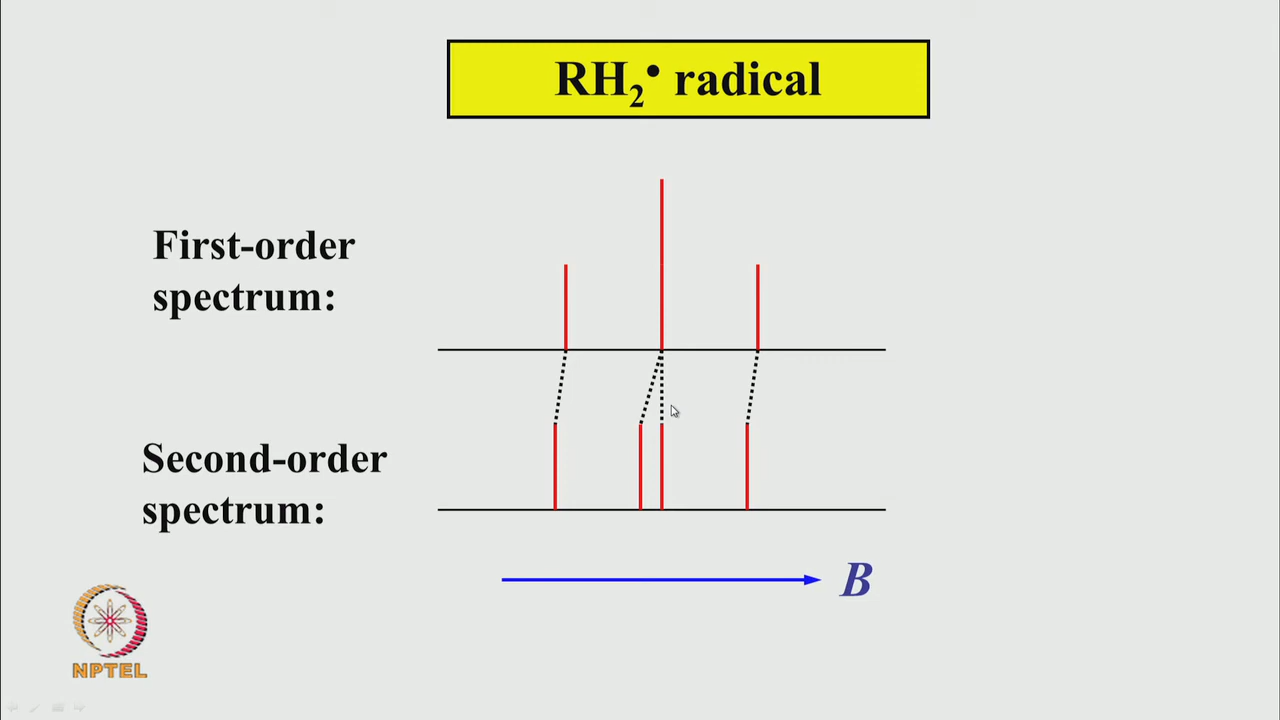 RH₂• radical
First-order
spectrum:
Second-order
spectrum:
B
NPTEL